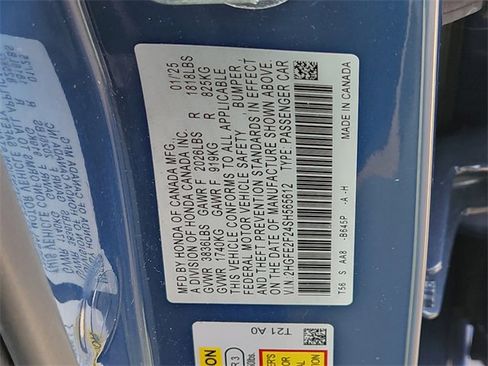 MFD BY HONDA OF CANADA MFG. 01/25
A DIVISION OF HONDA CANADA INC.
GVWR 3836LBS GAWR F 2026LBS R 1818LBS
GVWR 1740KG GAWR F 919KG R 825KG
THIS VEHICLE CONFORMS TO ALL APPLICABLE
FEDERAL MOTOR VEHICLE SAFETY, BUMPER,
AND THEFT PREVENTION STANDARDS IN EFFECT
ON THE DATE OF MANUFACTURE SHOWN ABOVE.
V.I.N. 2HGFE2F24SH565612 TYPE: PASSENGER CAR
T56 S AA8 -B645P -A -H MADE IN CANADA
T21 A0